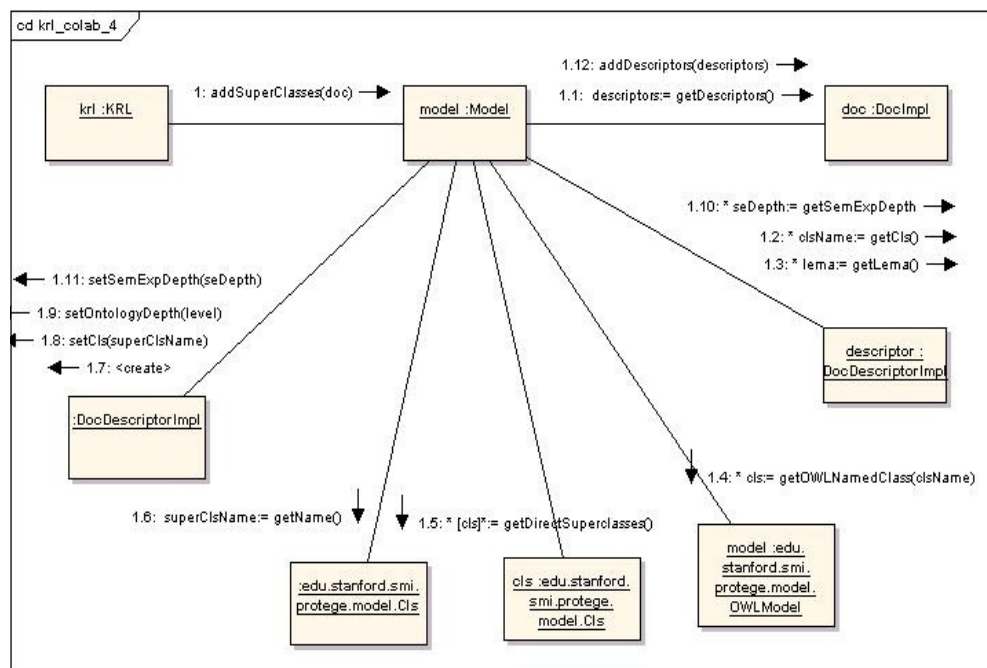 cd krl_colab_4
1.12: addDescriptors(descriptors)
1: addSuperClasses(doc)
1.1: descriptors:= getDescriptors()
krl :KRL
model :Model
doc :DocImpl
1.10: * seDepth:= getSemExpDepth
1.2: * clsName:= getCls()
1.3: * lema:= getLema()
1.11: setSemExpDepth(seDepth)
1.9: setOntologyDepth(level)
1.8: setCls(superClsName)
1.7: <create>
descriptor :
DocDescriptorImpl
:DocDescriptorImpl
1.4: * cls:= getOWLNamedClass(clsName)
1.6: superClsName:= getName()
1.5: * [cls]*:= getDirectSuperclasses()
:edu.stanford.smi.
protege.model.Cls
cls :edu.stanford.
smi.protege.
model.Cls
model :edu.
stanford.smi.
protege.model.
OWLModel